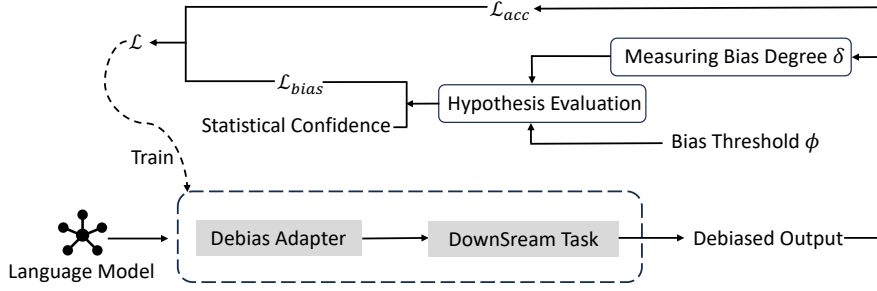 ℒ_acc
ℒ
Measuring Bias Degree δ
ℒ_bias
Hypothesis Evaluation
Statistical Confidence
Bias Threshold ϕ
Train
Debias Adapter
DownSream Task
Debiased Output
Language Model